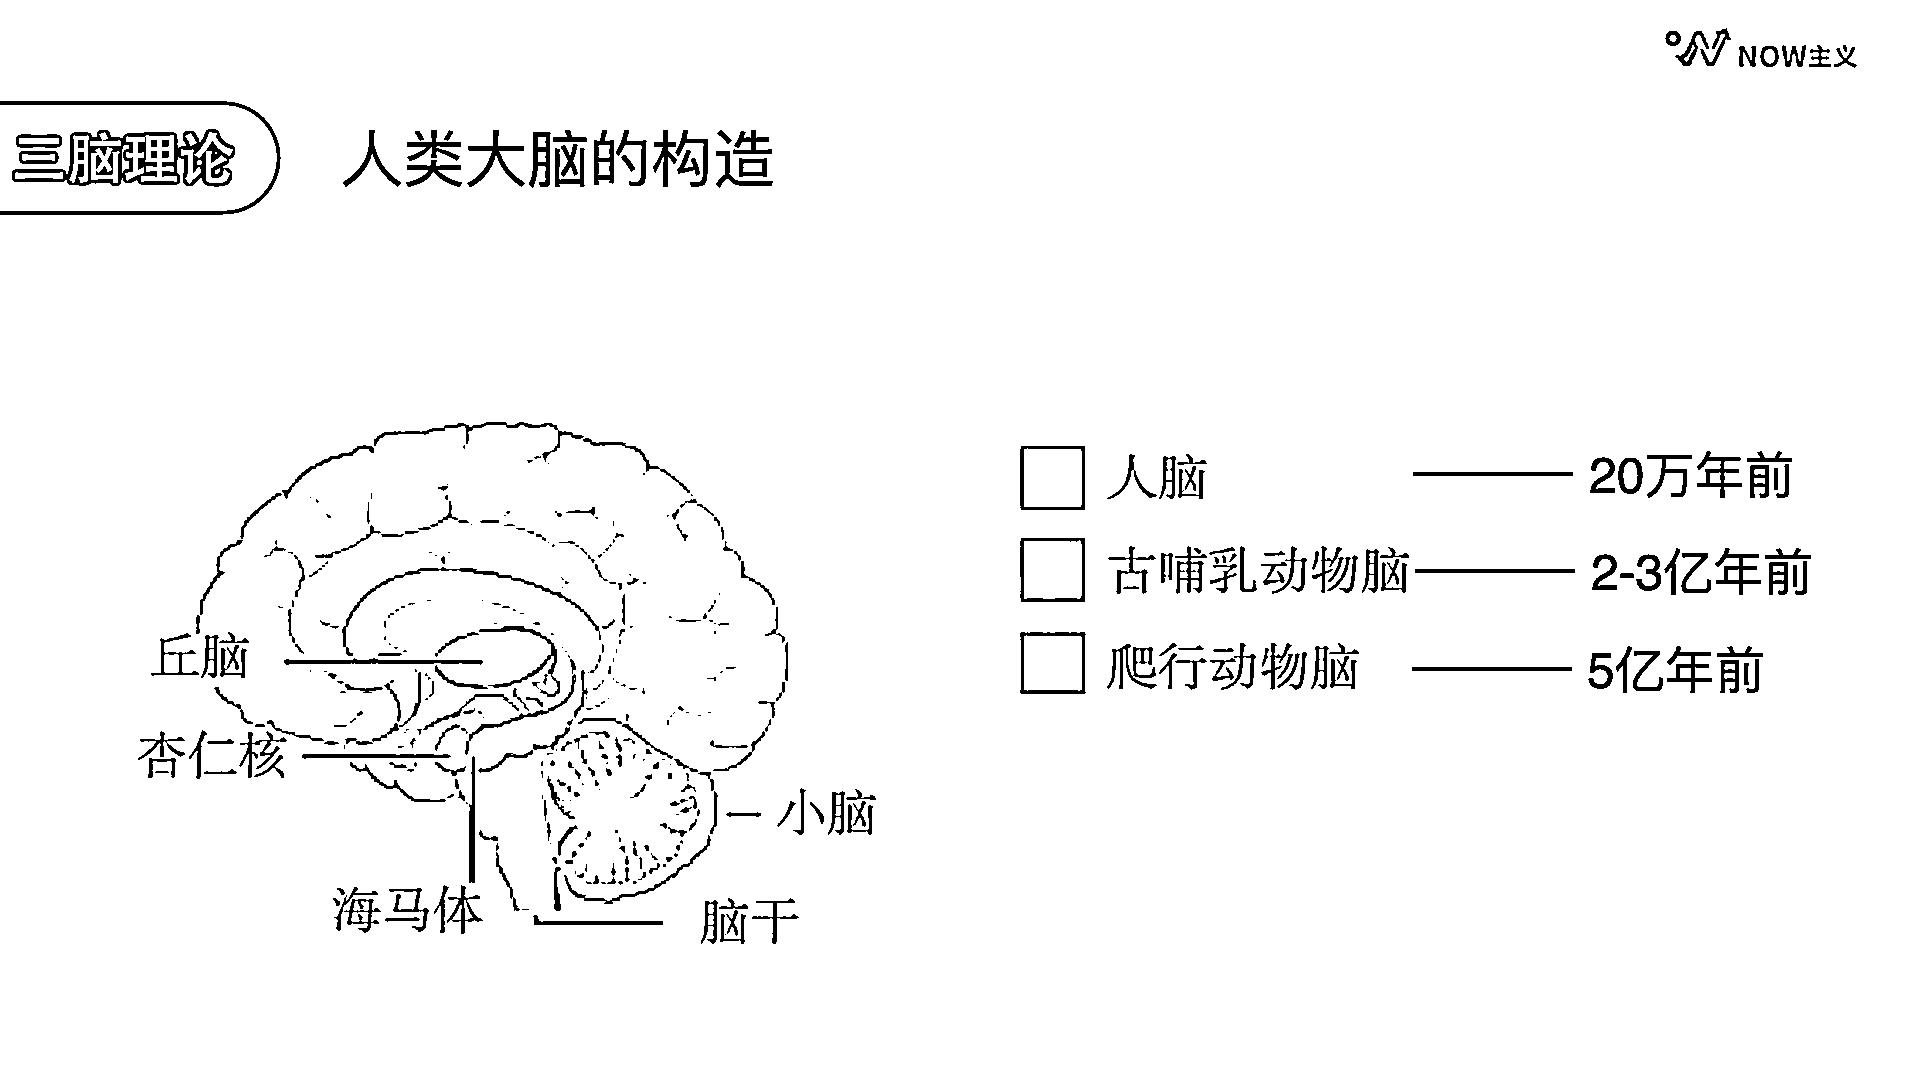 NOW主义
三脑理论
人类大脑的构造
人脑 20万年前
古哺乳动物脑 2-3亿年前
爬行动物脑 5亿年前
丘脑
杏仁核
小脑
海马体
脑干